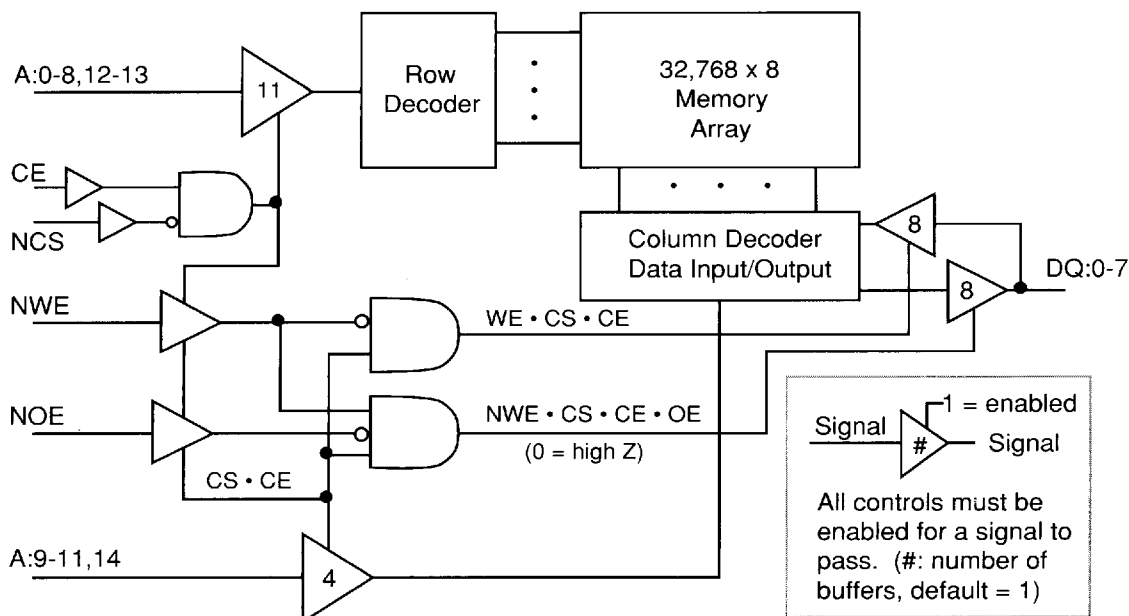 A:0-8,12-13
11
Row
Decoder
32,768 x 8
Memory
Array
CE
NCS
Column Decoder
Data Input/Output
8
8
DQ:0-7
NWE
WE • CS • CE
NOE
NWE • CS • CE • OE
(0 = high Z)
CS • CE
A:9-11,14
4
1 = enabled
Signal
#
Signal
All controls must be
enabled for a signal to
pass. (#: number of
buffers, default = 1)